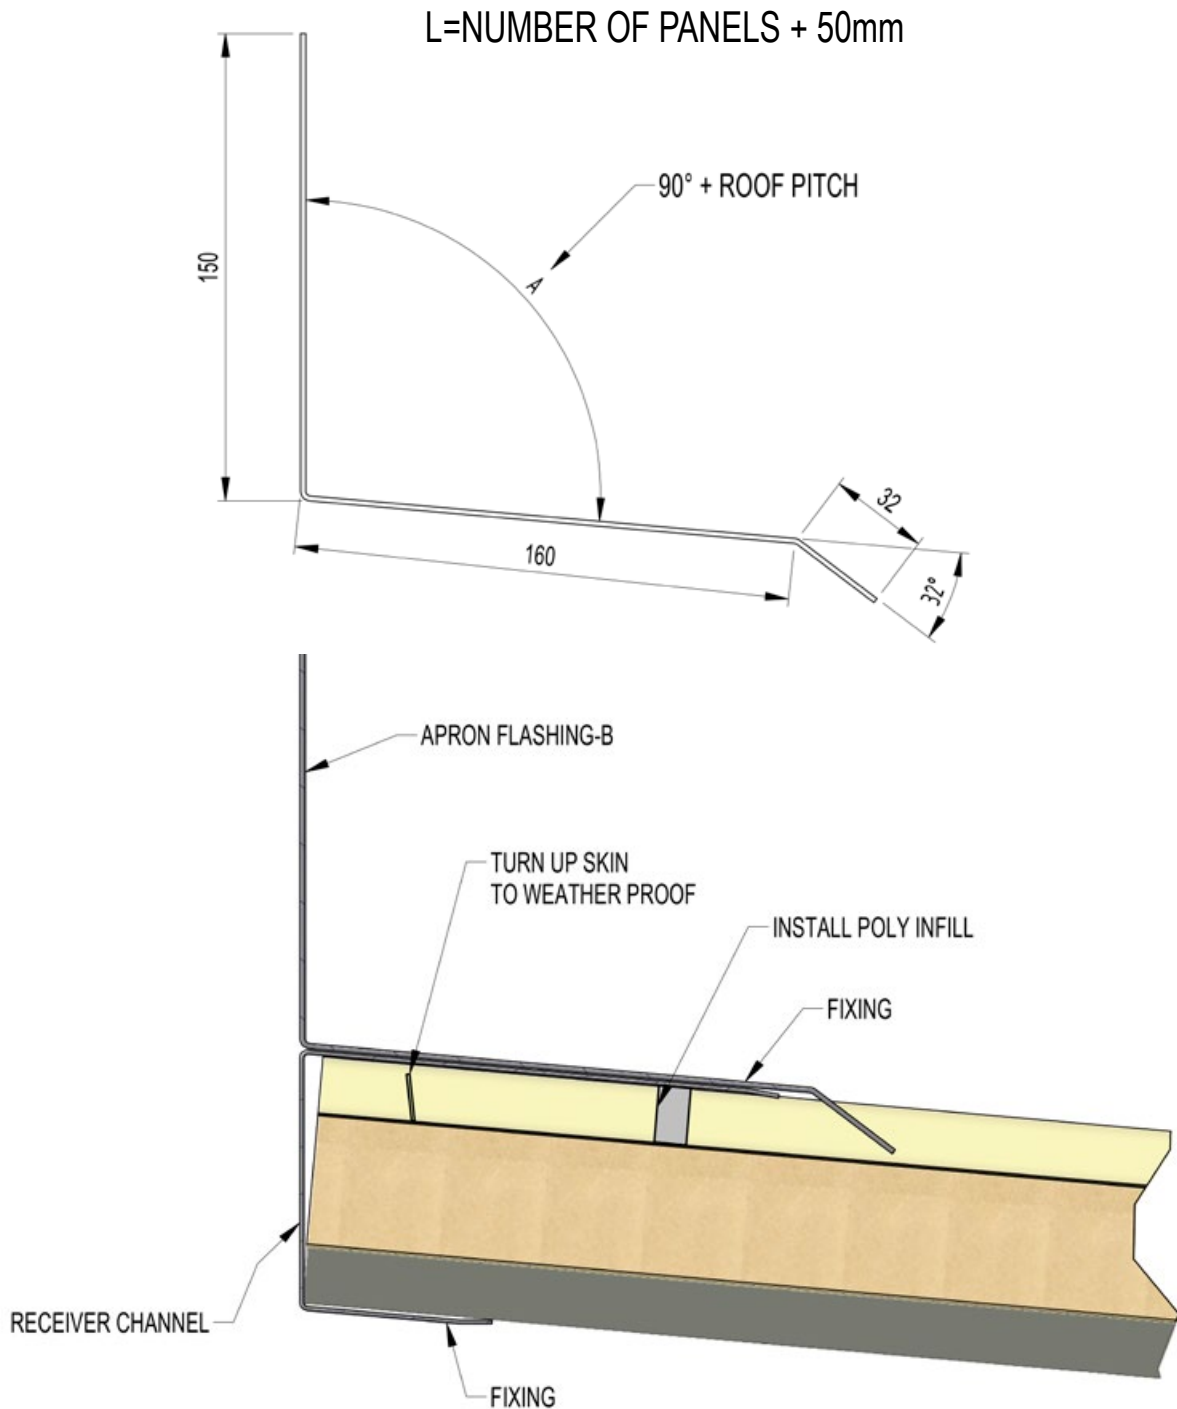 L=NUMBER OF PANELS + 50mm
90° + ROOF PITCH
150
A
32
160
32°
APRON FLASHING-B
TURN UP SKIN
TO WEATHER PROOF
INSTALL POLY INFILL
FIXING
RECEIVER CHANNEL
FIXING